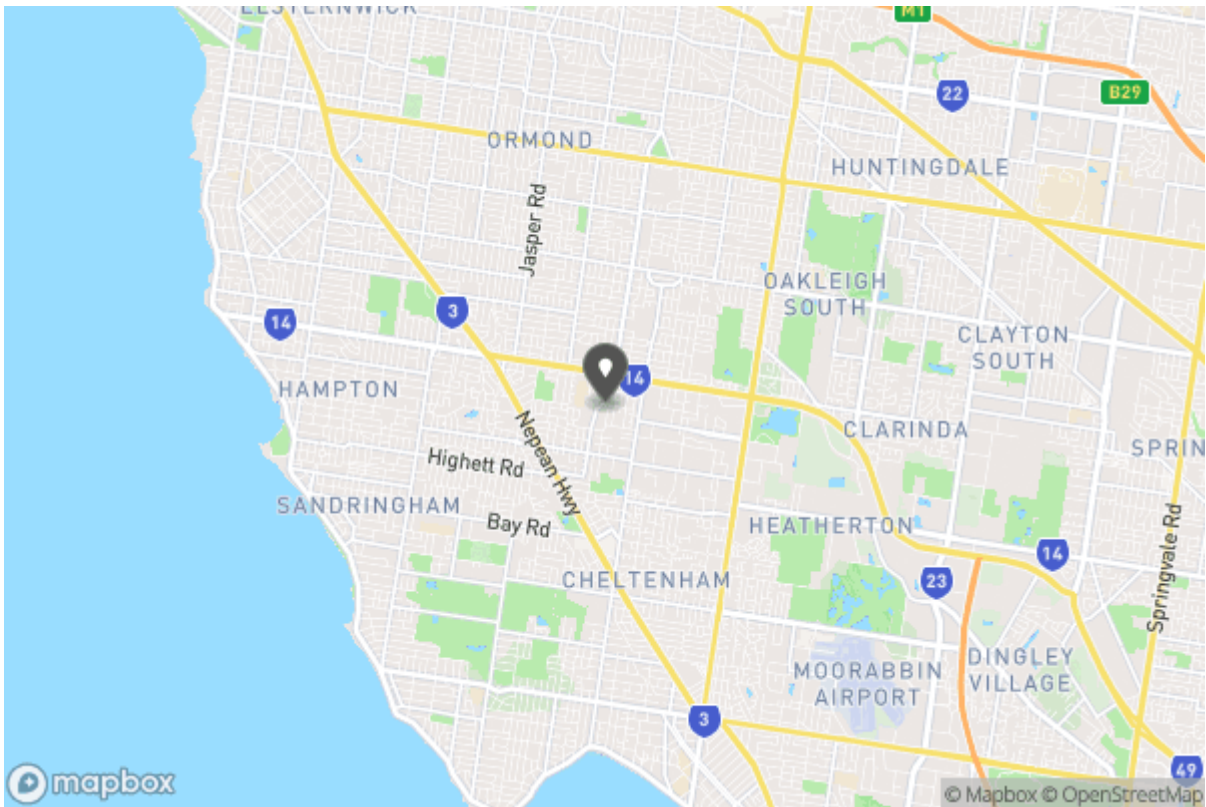 ELSTERNWICK
M1
22
B29
ORMOND
HUNTINGDALE
Jasper Rd
OAKLEIGH
SOUTH
3
14
CLAYTON
SOUTH
14
HAMPTON
CLARINDA
Nepean Hwy
SPRIN
Highett Rd
SANDRINGHAM
Bay Rd
HEATHERTON
14
Springvale Rd
CHELTENHAM
23
MOORABBIN
AIRPORT
DINGLEY
VILLAGE
3
49
mapbox
© Mapbox © OpenStreetMap